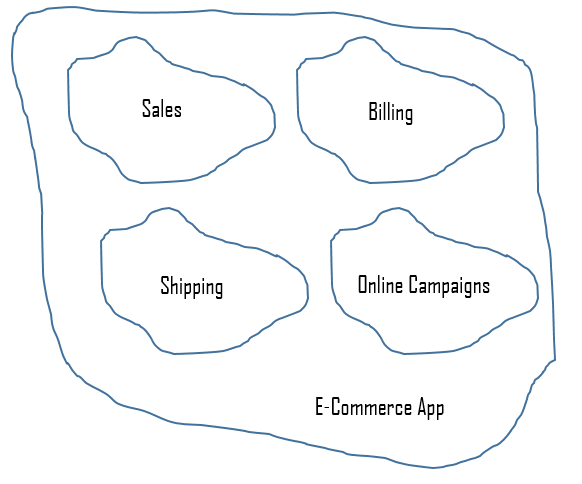 Sales
Billing
Shipping
Online Campaigns
E-Commerce App